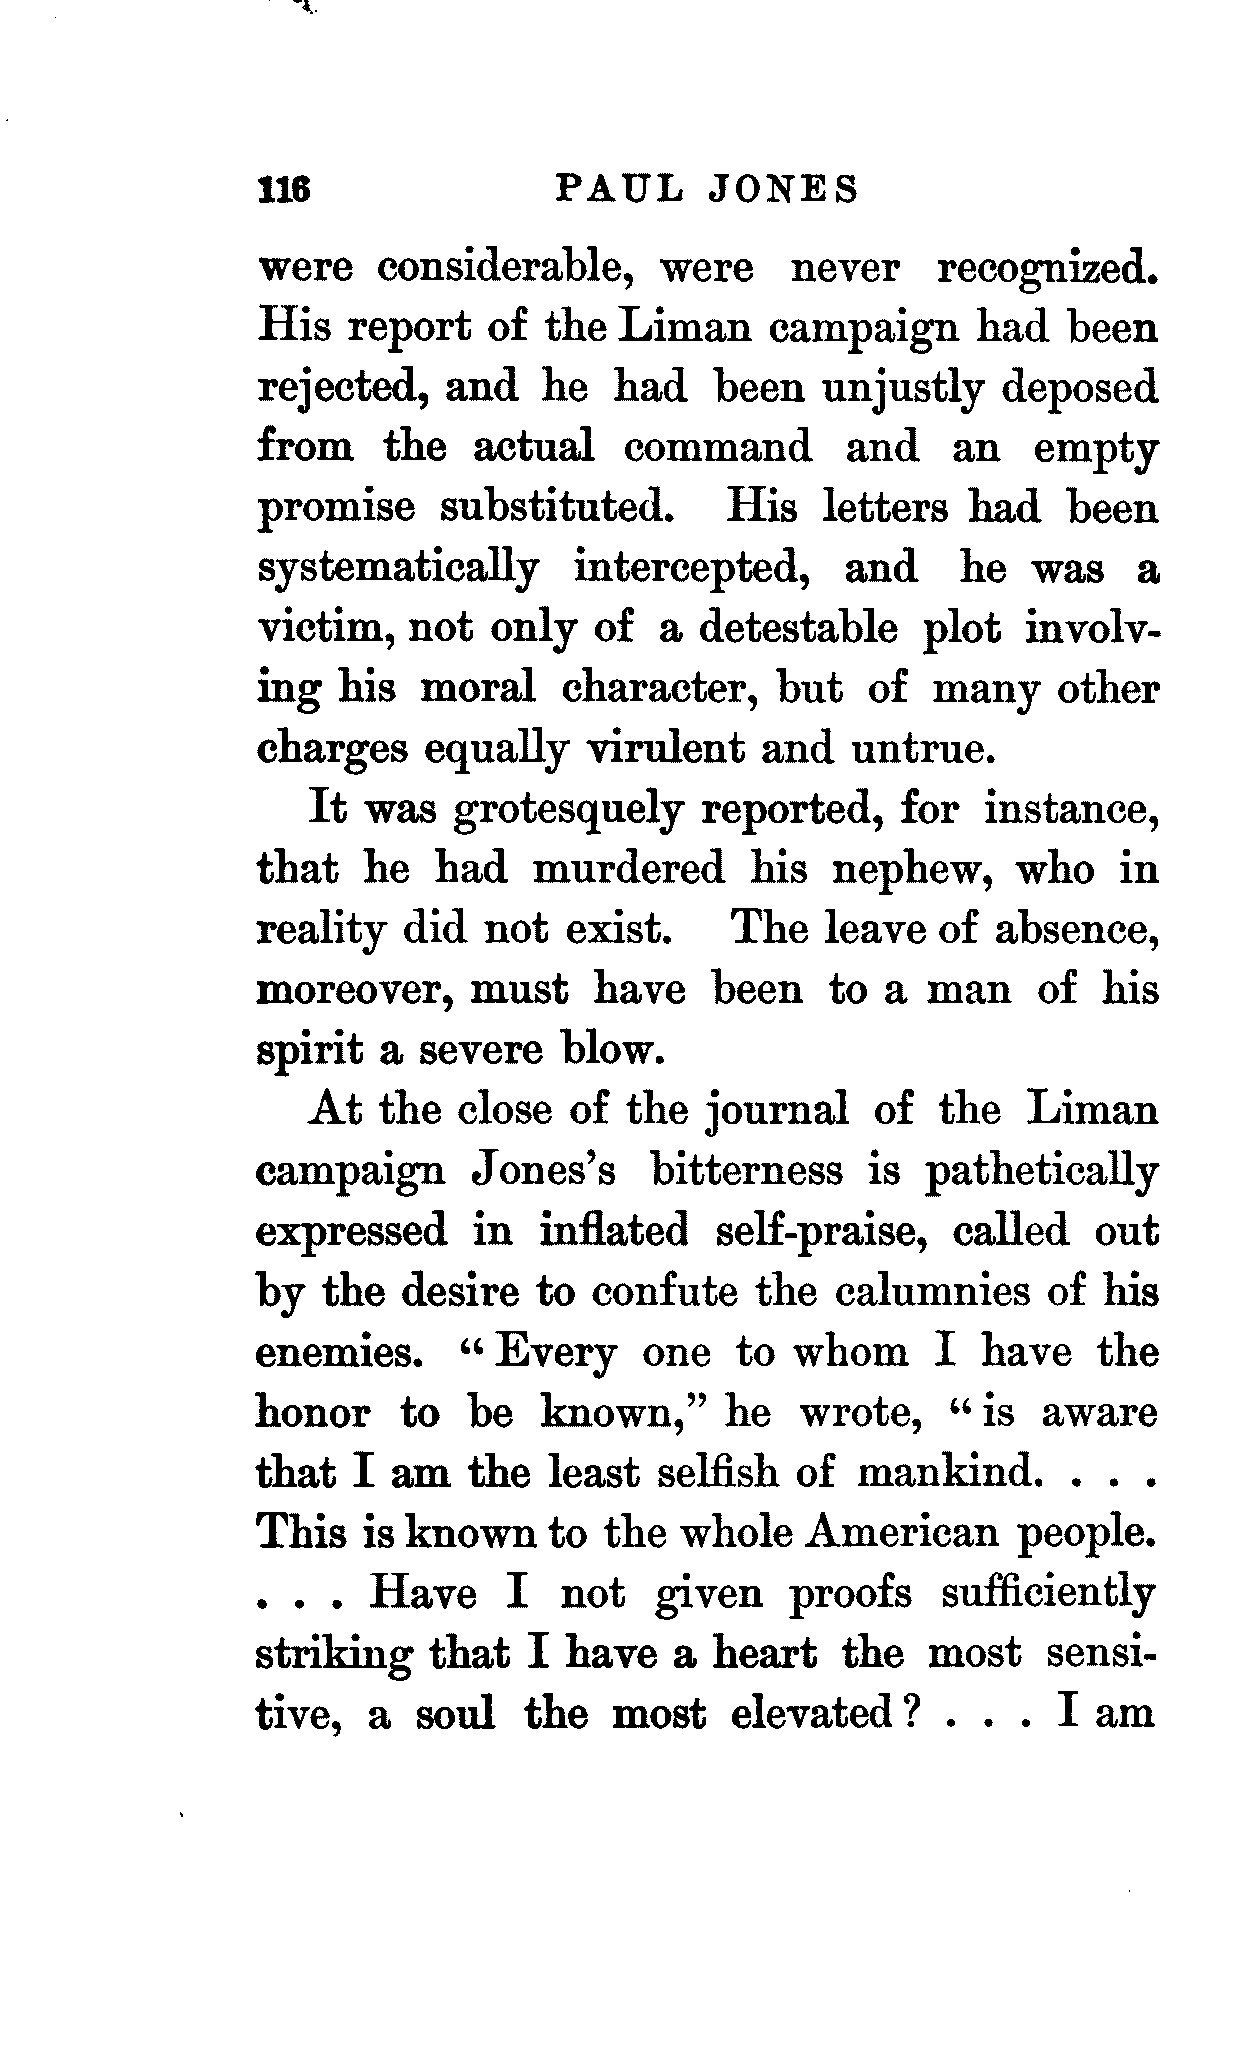 116 PAUL JONES
were considerable, were never recognized.
His report of the Liman campaign had been
rejected, and he had been unjustly deposed
from the actual command and an empty
promise substituted. His letters had been
systematically intercepted, and he was a
victim, not only of a detestable plot involv-
ing his moral character, but of many other
charges equally virulent and untrue.
It was grotesquely reported, for instance,
that he had murdered his nephew, who in
reality did not exist. The leave of absence,
moreover, must have been to a man of his
spirit a severe blow.
At the close of the journal of the Liman
campaign Jones's bitterness is pathetically
expressed in inflated self-praise, called out
by the desire to confute the calumnies of his
enemies. “ Every one to whom I have the
honor to be known,” he wrote, “ is aware
that I am the least selfish of mankind. . . .
This is known to the whole American people.
. . . Have I not given proofs sufficiently
striking that I have a heart the most sensi-
tive, a soul the most elevated ? . . . I am